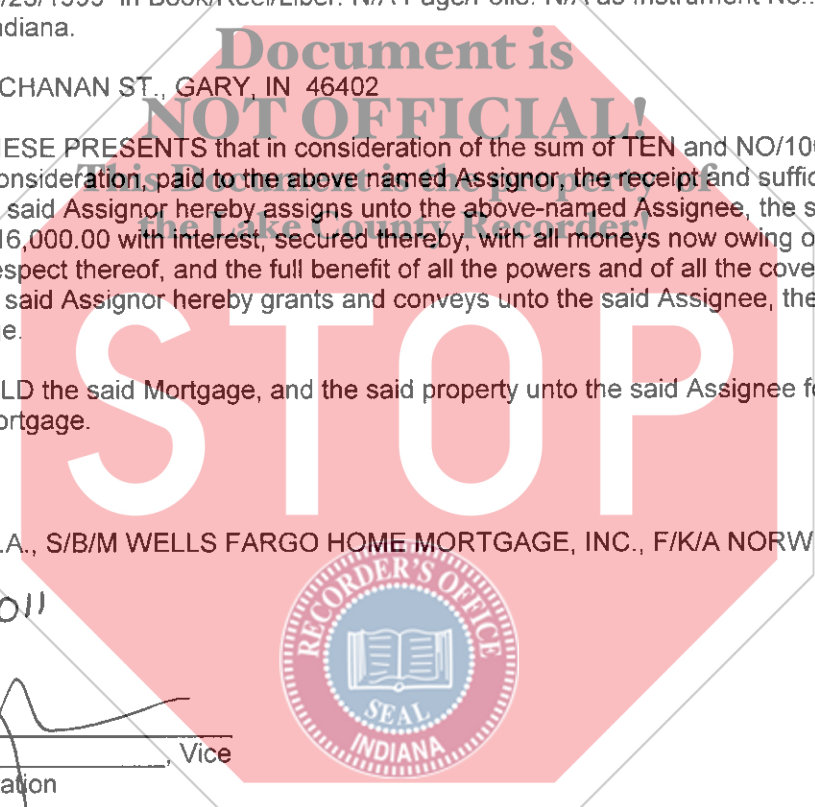 /23/1999 in Book/Reel/Liber: N/A Page/Folio: N/A as Instrument No.:
ndiana.
Document is
CHANAN ST., GARY, IN 46402
NOT OFFICIAL!
IESE PRESENTS that in consideration of the sum of TEN and NO/10
onsideration, paid to the above named Assignor, the receipt and suffic
This Document is the property of
said Assignor hereby assigns unto the above-named Assignee, the s
the Lake County Recorder!
16,000.00 with interest, secured thereby, with all moneys now owing o
espect thereof, and the full benefit of all the powers and of all the cove
said Assignor hereby grants and conveys unto the said Assignee, the
e.
LD the said Mortgage, and the said property unto the said Assignee fo
ortgage.
STOP
.A., S/B/M WELLS FARGO HOME MORTGAGE, INC., F/K/A NORW
011
RECORDER'S OFFICE
SEAL
INDIANA
, Vice
ation